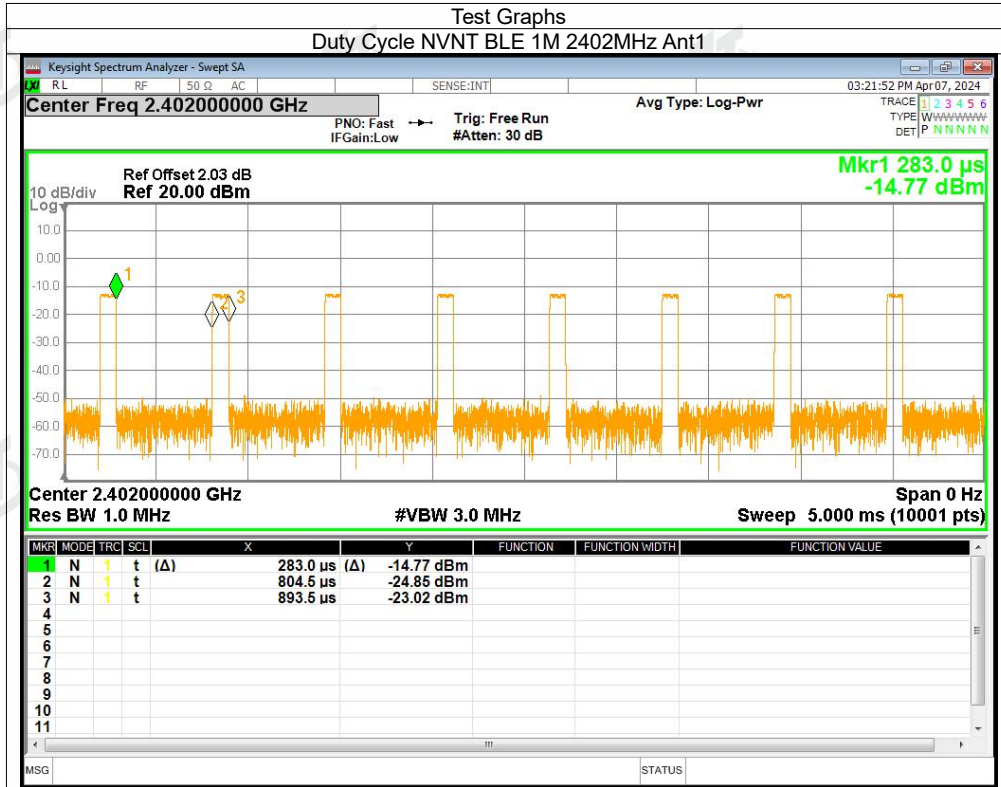 Test Graphs
Duty Cycle NVNT BLE 1M 2402MHz Ant1
Keysight Spectrum Analyzer - Swept SA
LXI RL RF 50 Ω AC SENSE:INT 03:21:52 PM Apr 07, 2024
Center Freq 2.402000000 GHz Avg Type: Log-Pwr TRACE 1 2 3 4 5 6
PNO: Fast Trig: Free Run TYPE WWWWWWW
IFGain:Low #Atten: 30 dB DET P N N N N N
Mkr1 283.0 µs
Ref Offset 2.03 dB
10 dB/div Ref 20.00 dBm -14.77 dBm
Log
10.0
0.00
-10.0
-20.0
-30.0
-40.0
-50.0
-60.0
-70.0
1
2 3
Center 2.402000000 GHz Span 0 Hz
Res BW 1.0 MHz #VBW 3.0 MHz Sweep 5.000 ms (10001 pts)
MKR MODE TRC SCL X Y FUNCTION FUNCTION WIDTH FUNCTION VALUE
1 N 1 t (Δ) 283.0 µs (Δ) -14.77 dBm
2 N 1 t 804.5 µs -24.85 dBm
3 N 1 t 893.5 µs -23.02 dBm
4
5
6
7
8
9
10
11
MSG STATUS